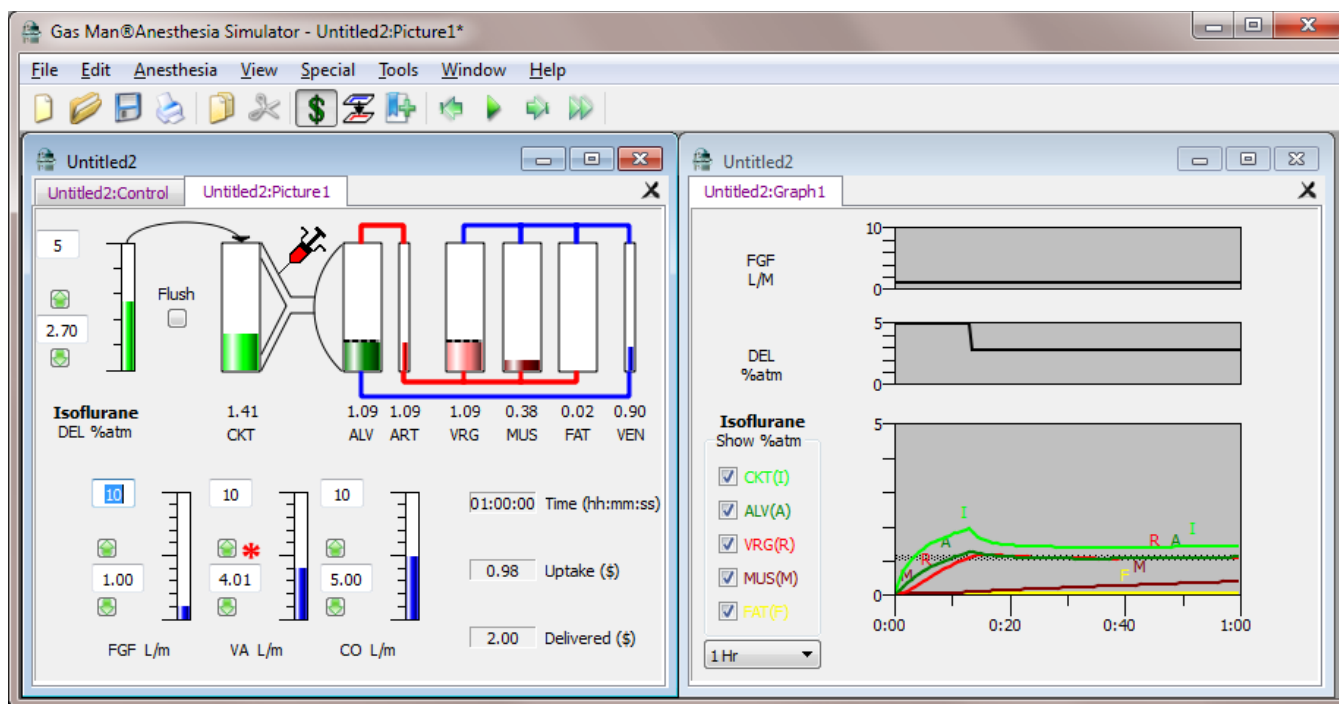 Gas Man®Anesthesia Simulator - Untitled2:Picture1*
File Edit Anesthesia View Special Tools Window Help
$
Untitled2
Untitled2:Control Untitled2:Picture1
5
Flush
2.70
Isoflurane
DEL %atm
1.41 1.09 1.09 1.09 0.38 0.02 0.90
CKT ALV ART VRG MUS FAT VEN
10 10 10
*
1.00 4.01 5.00
FGF L/m VA L/m CO L/m
01:00:00 Time (hh:mm:ss)
0.98 Uptake ($)
2.00 Delivered ($)
Untitled2
Untitled2:Graph1
FGF
L/M
10
0
DEL
%atm
5
0
Isoflurane
Show %atm
CKT(I)
ALV(A)
VRG(R)
MUS(M)
FAT(F)
1 Hr
5
0
I
A R A I
M R M
F
0:00 0:20 0:40 1:00